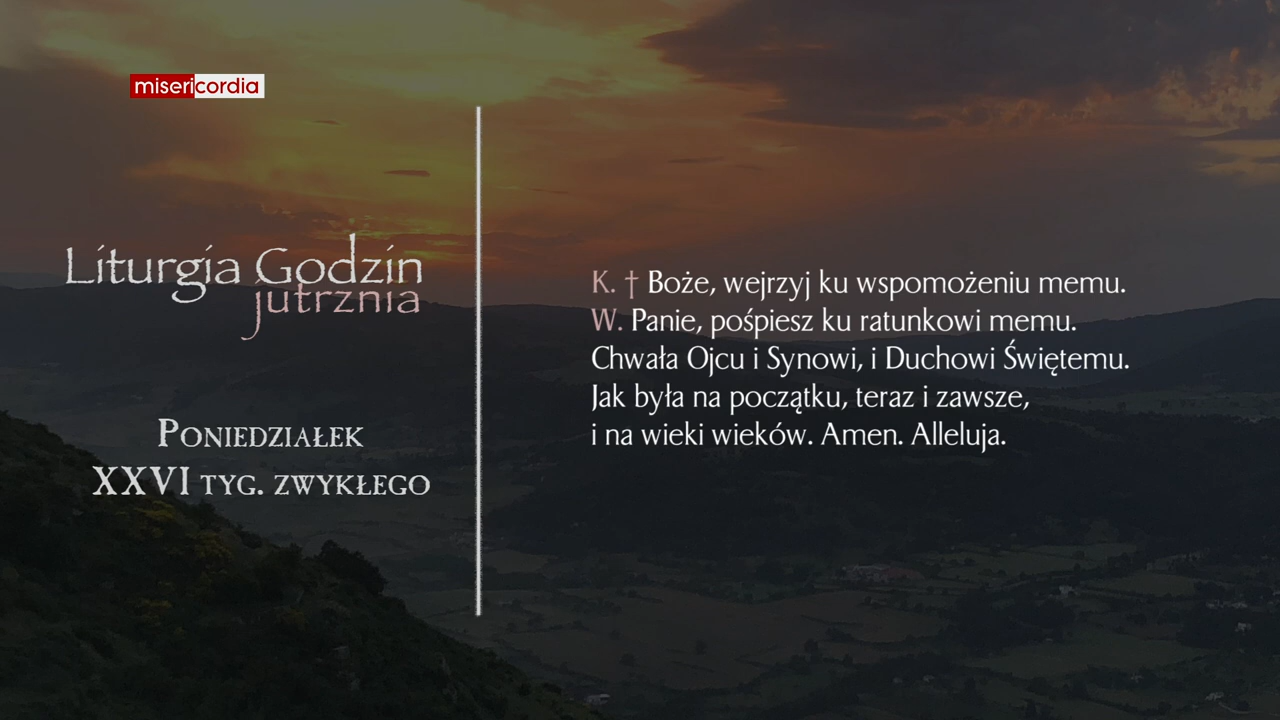 misericordia
Liturgia Godzin
jutrznia
Poniedziałek
XXVI tyg. zwykłego
K. † Boże, wejrzyj ku wspomożeniu memu.
W. Panie, pośpiesz ku ratunkowi memu.
Chwała Ojcu i Synowi, i Duchowi Świętemu.
Jak była na początku, teraz i zawsze,
i na wieki wieków. Amen. Alleluja.